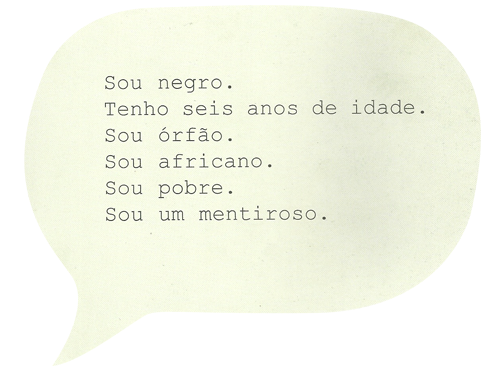 Sou negro.
Tenho seis anos de idade.
Sou órfão.
Sou africano.
Sou pobre.
Sou um mentiroso.